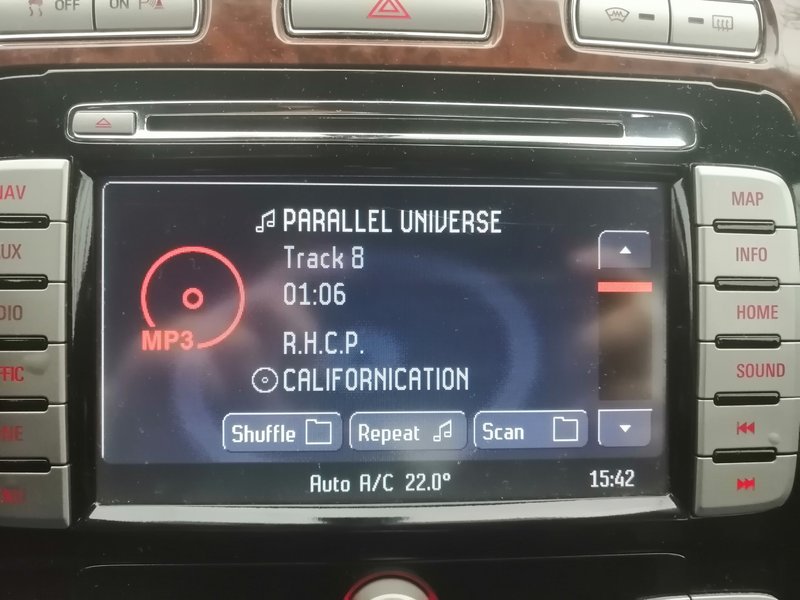 OFF ON
PARALLEL UNIVERSE
Track 8
01:06
MP3
R.H.C.P.
CALIFORNICATION
Shuffle Repeat Scan
Auto A/C 22.0° 15:42
NAV
MAP
INFO
HOME
SOUND